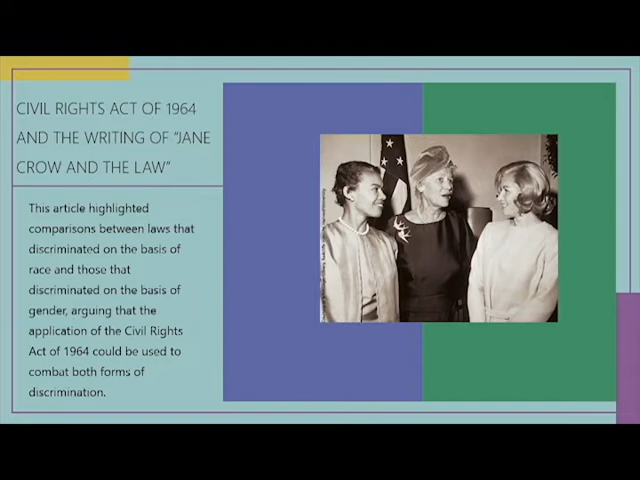 CIVIL RIGHTS ACT OF 1964
AND THE WRITING OF “JANE
CROW AND THE LAW”
This article highlighted
comparisons between laws that
discriminated on the basis of
race and those that
discriminated on the basis of
gender, arguing that the
application of the Civil Rights
Act of 1964 could be used to
combat both forms of
discrimination.